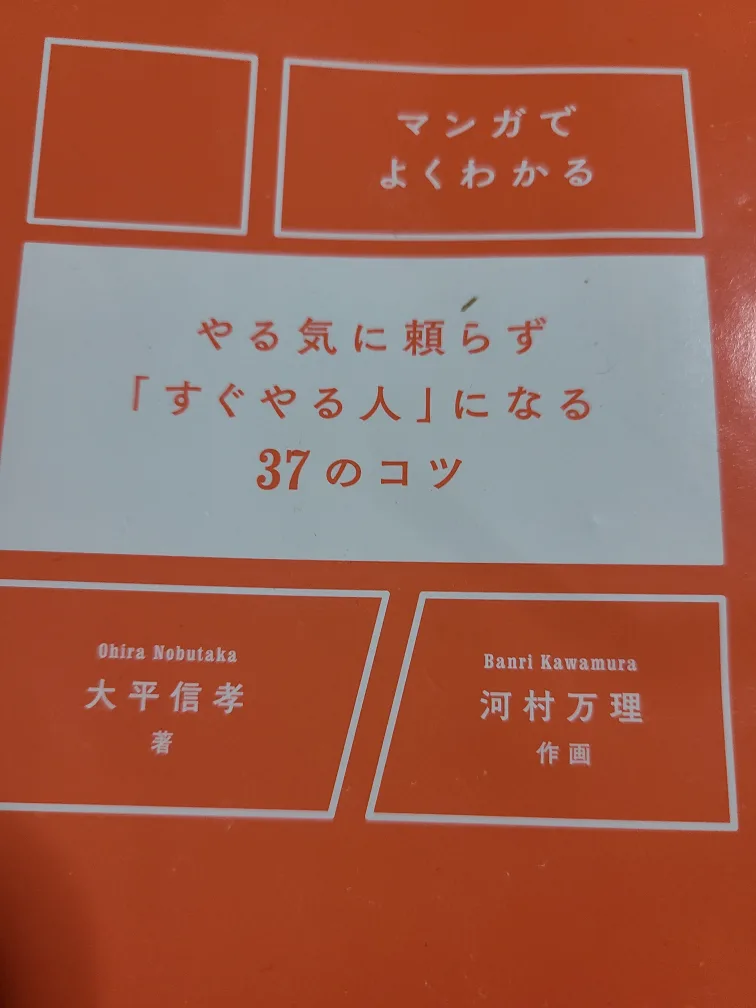 マンガで
よくわかる
やる気に頼らず
「すぐやる人」になる
37のコツ
Ohira Nobutaka
大平信孝
著
Banri Kawamura
河村万理
作画